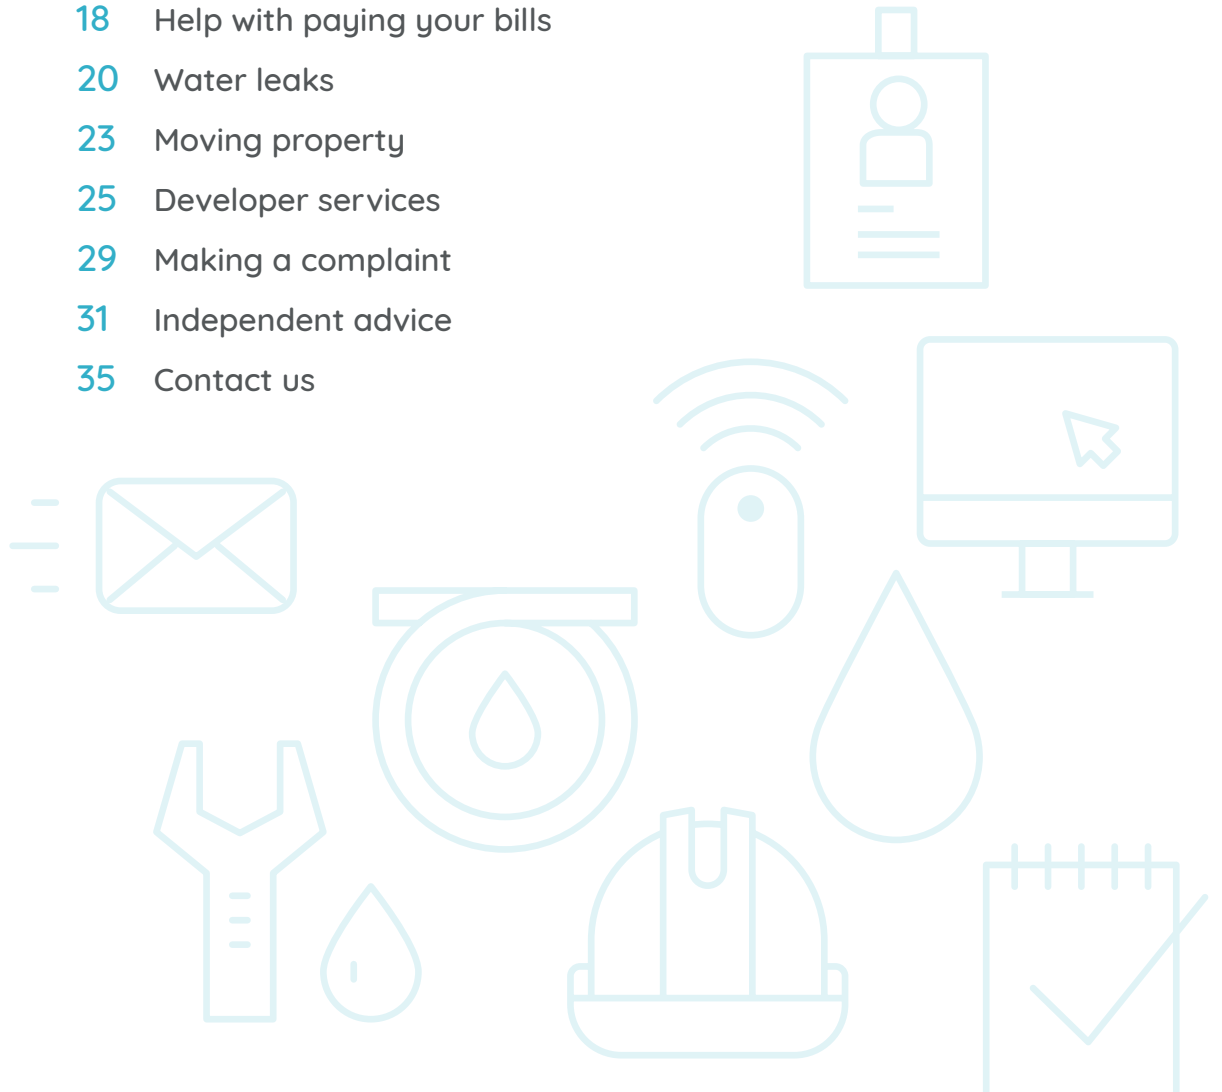 18 Help with paying your bills
20 Water leaks
23 Moving property
25 Developer services
29 Making a complaint
31 Independent advice
35 Contact us